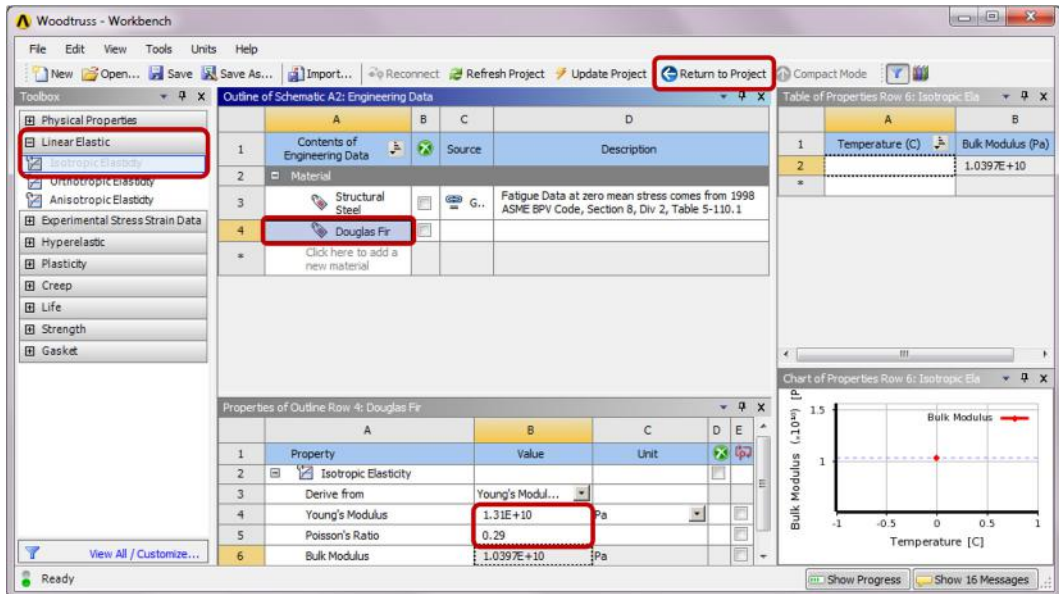 Woodtruss - Workbench
File Edit View Tools Units Help
New Open... Save Save As... Import... Reconnect Refresh Project Update Project Return to Project Compact Mode
Toolbox
Physical Properties
Linear Elastic
Isotropic Elasticity
Orthotropic Elasticity
Anisotropic Elasticity
Experimental Stress Strain Data
Hyperelastic
Plasticity
Creep
Life
Strength
Gasket
View All / Customize...
Outline of Schematic A2: Engineering Data
A B C D
1 Contents of Engineering Data Source Description
2 Material
3 Structural Steel G.. Fatigue Data at zero mean stress comes from 1998
ASME BPV Code, Section 8, Div 2, Table 5-110.1
4 Douglas Fir
* Click here to add a
new material
Properties of Outline Row 4: Douglas Fir
A B C D E
1 Property Value Unit
2 Isotropic Elasticity
3 Derive from Young's Modul...
4 Young's Modulus 1.31E+10 Pa
5 Poisson's Ratio 0.29
6 Bulk Modulus 1.0397E+10 Pa
Table of Properties Row 6: Isotropic Ela
A B
1 Temperature (C) Bulk Modulus (Pa)
2 1.0397E+10
*
Chart of Properties Row 6: Isotropic Ela
Bulk Modulus (.10¹⁰) [P
1.5
1
Bulk Modulus
-1 -0.5 0 0.5 1
Temperature [C]
Ready
Show Progress Show 16 Messages